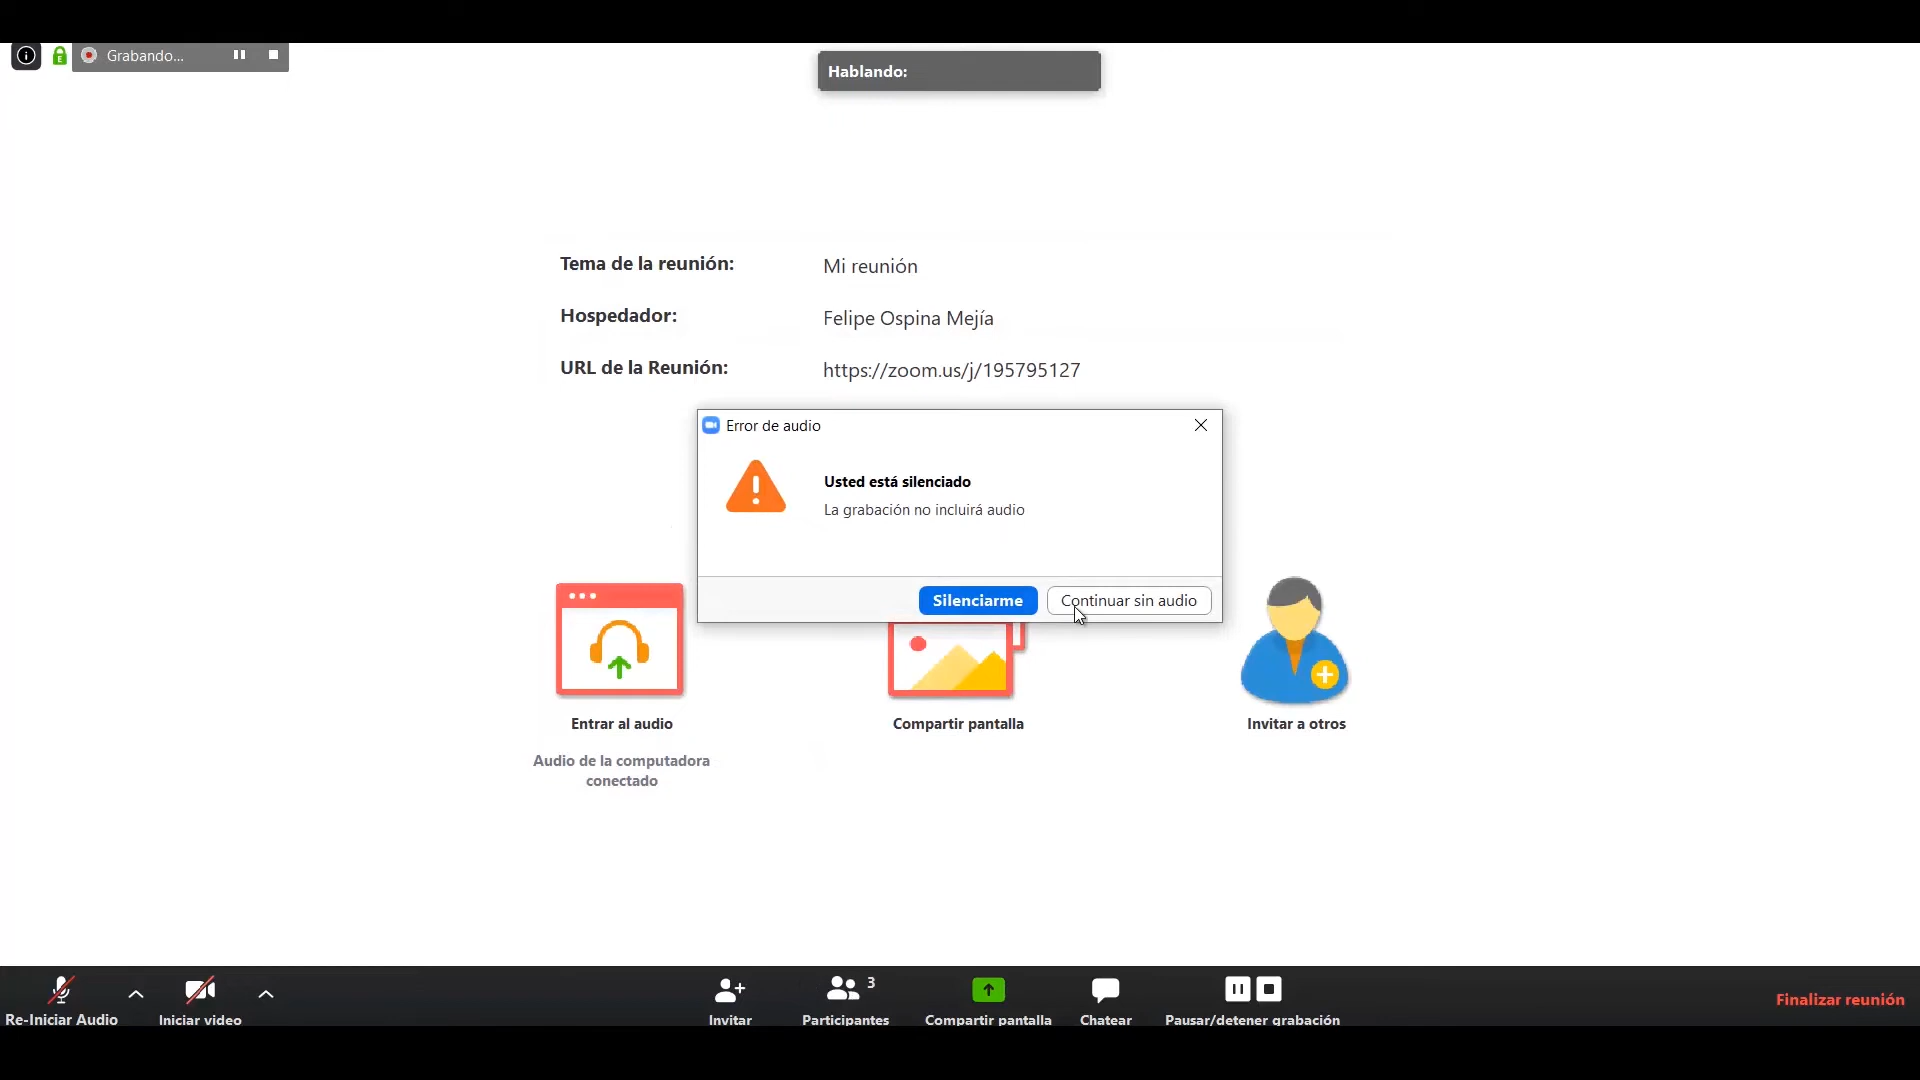 Grabando...
Hablando:
Tema de la reunión: Mi reunión
Hospedador: Felipe Ospina Mejía
URL de la Reunión: https://zoom.us/j/195795127
Error de audio
Usted está silenciado
La grabación no incluirá audio
Silenciarme Continuar sin audio
Entrar al audio Compartir pantalla Invitar a otros
Audio de la computadora
conectado
3
Re-Iniciar Audio Iniciar video Invitar Participantes Compartir pantalla Chatear Pausar/detener grabación Finalizar reunión